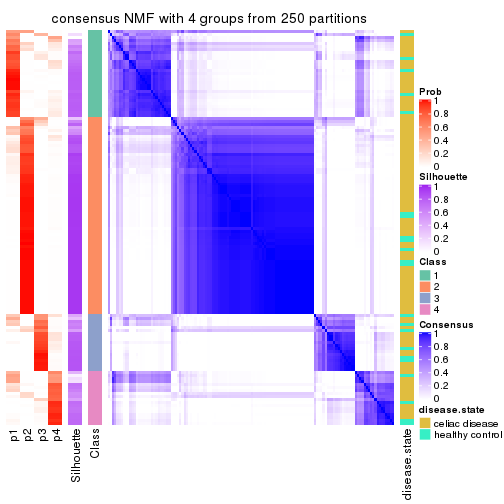 consensus NMF with 4 groups from 250 partitions
p1
p2
p3
p4
Silhouette
Class
disease.state
Prob
1
0.8
0.6
0.4
0.2
0
Silhouette
1
0.8
0.6
0.4
0.2
0
Class
1
2
3
4
Consensus
1
0.8
0.6
0.4
0.2
0
disease.state
celiac disease
healthy control